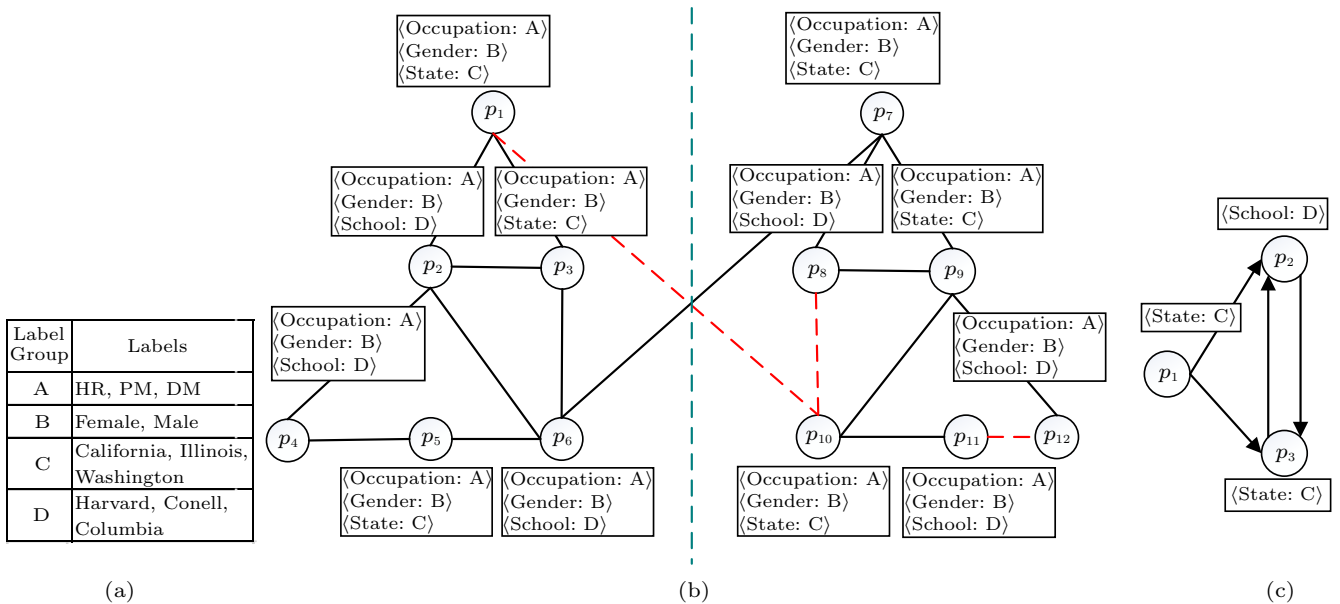 Label
Group
Labels
A
HR, PM, DM
B
Female, Male
C
California, Illinois,
Washington
D
Harvard, Conell,
Columbia
(a)
⟨Occupation: A⟩
⟨Gender: B⟩
⟨State: C⟩
p1
⟨Occupation: A⟩
⟨Gender: B⟩
⟨School: D⟩
⟨Occupation: A⟩
⟨Gender: B⟩
⟨State: C⟩
p2
p3
⟨Occupation: A⟩
⟨Gender: B⟩
⟨School: D⟩
p4
p5
p6
⟨Occupation: A⟩
⟨Gender: B⟩
⟨State: C⟩
⟨Occupation: A⟩
⟨Gender: B⟩
⟨School: D⟩
⟨Occupation: A⟩
⟨Gender: B⟩
⟨State: C⟩
p7
⟨Occupation: A⟩
⟨Gender: B⟩
⟨School: D⟩
⟨Occupation: A⟩
⟨Gender: B⟩
⟨State: C⟩
p8
p9
⟨Occupation: A⟩
⟨Gender: B⟩
⟨School: D⟩
p10
p11
p12
⟨Occupation: A⟩
⟨Gender: B⟩
⟨State: C⟩
⟨Occupation: A⟩
⟨Gender: B⟩
⟨School: D⟩
(b)
⟨School: D⟩
p2
⟨State: C⟩
p1
p3
⟨State: C⟩
(c)